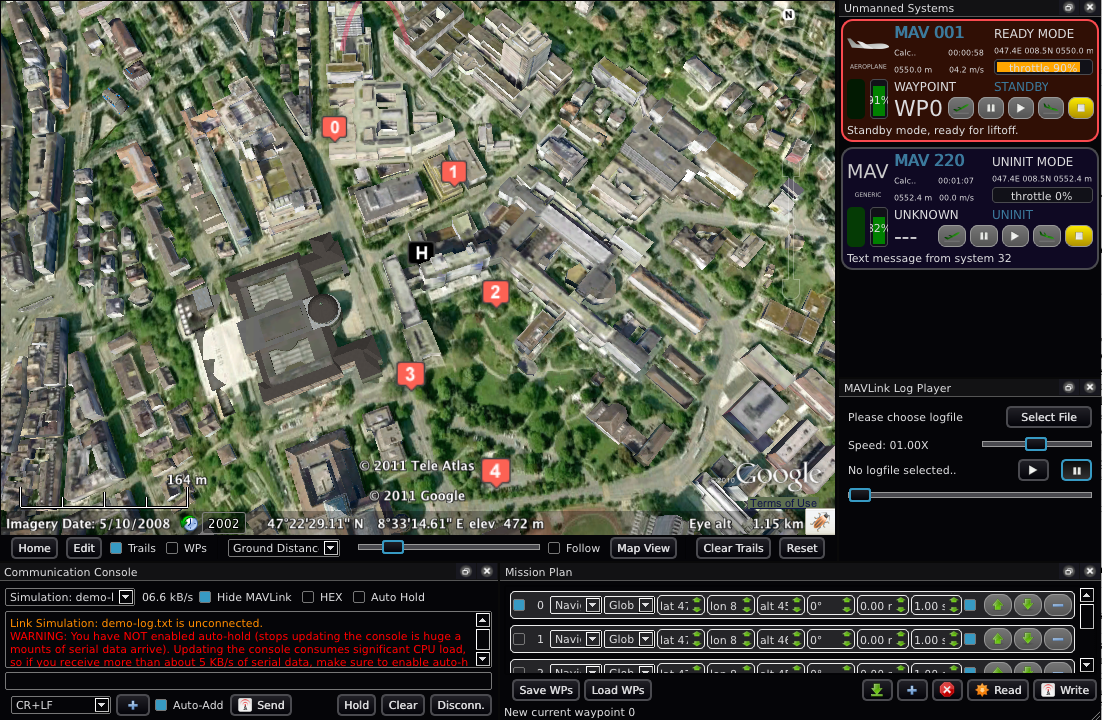 N
0
1
H
2
3
4
© 2011 Tele Atlas
164 m
© 2010 Google
© 2011 Google
Terms of Use
Imagery Date: 5/10/2008 2002 47°22'29.11" N 8°33'14.61" E elev 472 m Eye alt 1.15 km
Home Edit Trails WPs Ground Distanc Follow Map View Clear Trails Reset
Unmanned Systems
MAV 001 READY MODE
Calc.. 00:00:58 047.4E 008.5N 0550.0 m
AEROPLANE 0550.0 m 04.2 m/s throttle 90%
WAYPOINT STANDBY
91% WP0
Standby mode, ready for liftoff.
MAV 220 UNINIT MODE
MAV Calc.. 00:01:07 047.4E 008.5N 0552.4 m
GENERIC 0552.4 m 00.0 m/s throttle 0%
UNKNOWN UNINIT
32% ---
Text message from system 32
MAVLink Log Player
Please choose logfile Select File
Speed: 01.00X
No logfile selected..
Communication Console
Simulation: demo-l 06.6 kB/s Hide MAVLink HEX Auto Hold
Link Simulation: demo-log.txt is unconnected.
WARNING: You have NOT enabled auto-hold (stops updating the console is huge a
mounts of serial data arrive). Updating the console consumes significant CPU load,
so if you receive more than about 5 KB/s of serial data, make sure to enable auto-h
CR+LF Auto-Add Send Hold Clear Disconn.
Mission Plan
0 Navi Glob lat 47 lon 8 alt 45 0° 0.00 r 1.00 s
1 Navi Glob lat 47 lon 8 alt 46 0° 0.00 r 1.00 s
Save WPs Load WPs Read Write
New current waypoint 0